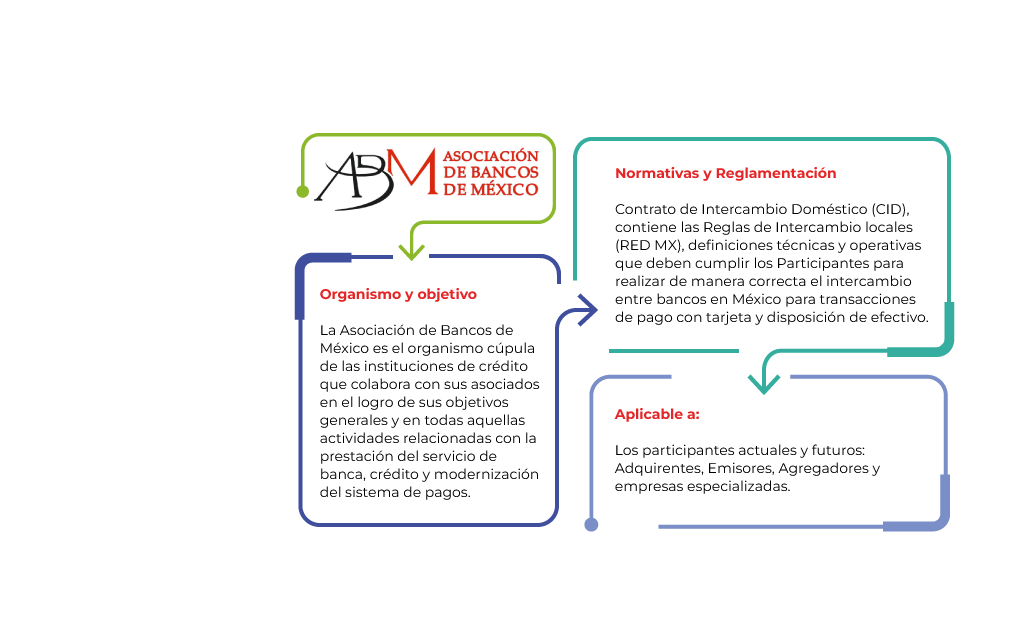 ABM
ASOCIACIÓN
DE BANCOS
DE MÉXICO
Organismo y objetivo
La Asociación de Bancos de
México es el organismo cúpula
de las instituciones de crédito
que colabora con sus asociados
en el logro de sus objetivos
generales y en todas aquellas
actividades relacionadas con la
prestación del servicio de
banca, crédito y modernización
del sistema de pagos.
Normativas y Reglamentación
Contrato de Intercambio Doméstico (CID),
contiene las Reglas de Intercambio locales
(RED MX), definiciones técnicas y operativas
que deben cumplir los Participantes para
realizar de manera correcta el intercambio
entre bancos en México para transacciones
de pago con tarjeta y disposición de efectivo.
Aplicable a:
Los participantes actuales y futuros:
Adquirentes, Emisores, Agregadores y
empresas especializadas.